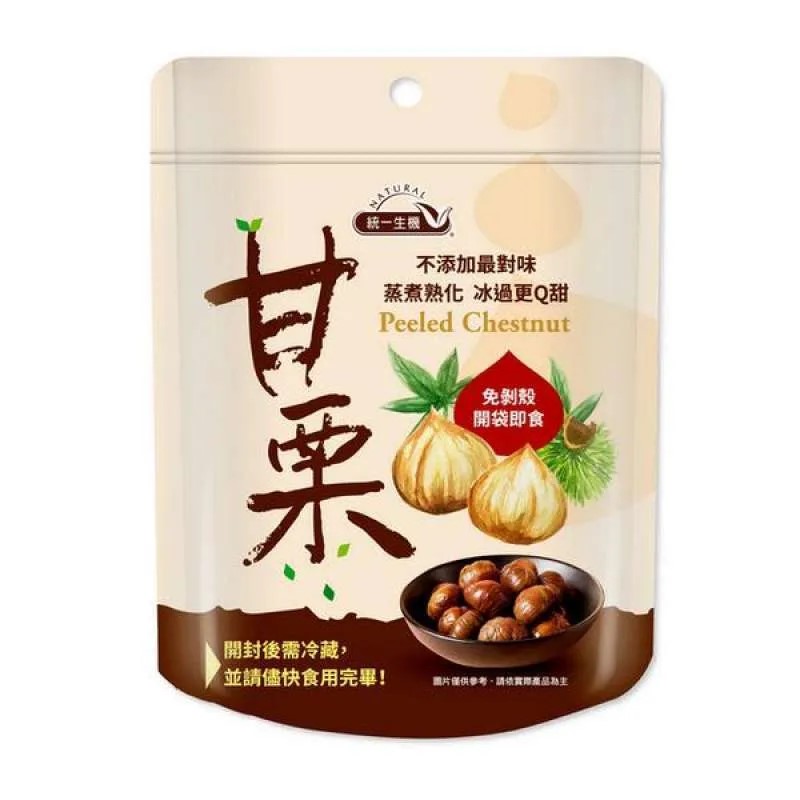 NATURAL
統一生機
®
不添加最對味
蒸煮熟化 冰過更Q甜
Peeled Chestnut
甘栗
免剝殼
開袋即食
開封後需冷藏,
並請儘快食用完畢!
圖片僅供參考,請依實際產品為主